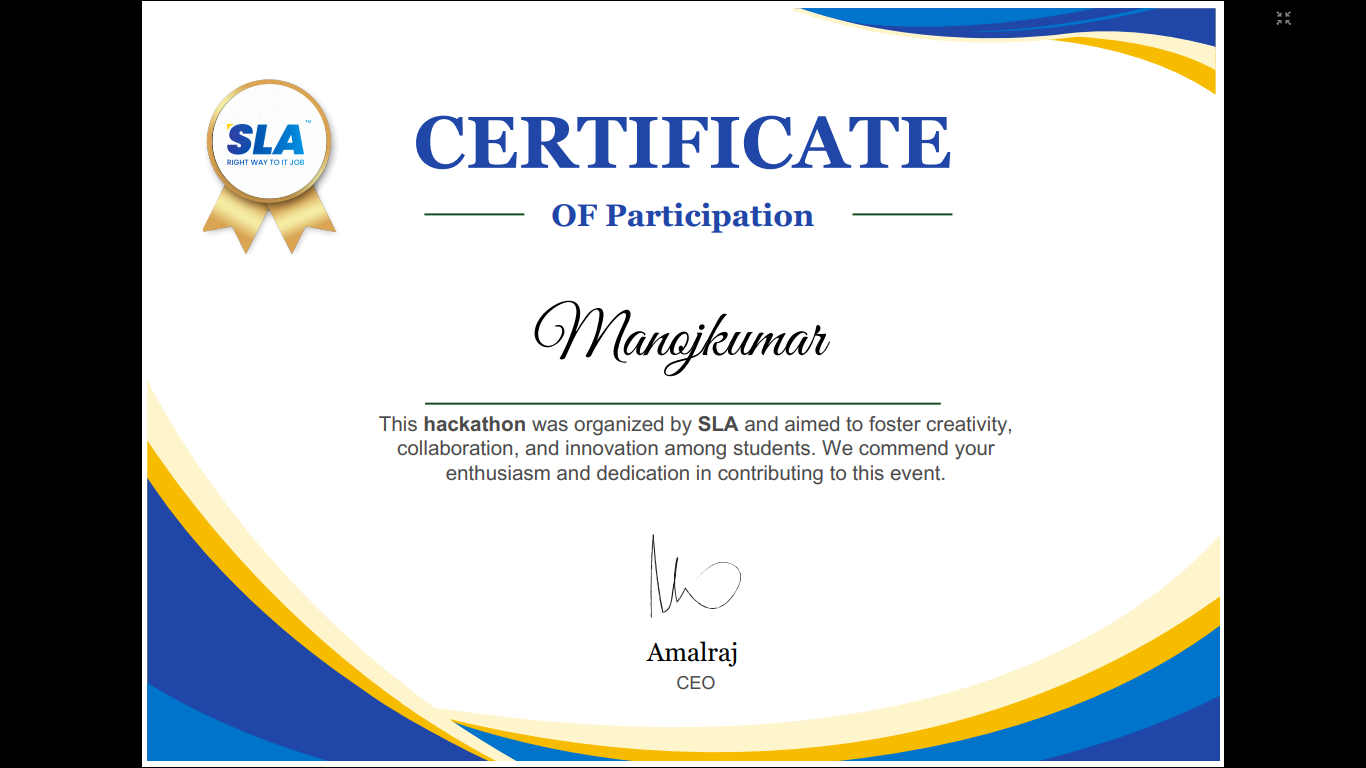 SLA™
RIGHT WAY TO IT JOB
CERTIFICATE
OF Participation
Manojkumar
This hackathon was organized by SLA and aimed to foster creativity,
collaboration, and innovation among students. We commend your
enthusiasm and dedication in contributing to this event.
Amalraj
CEO